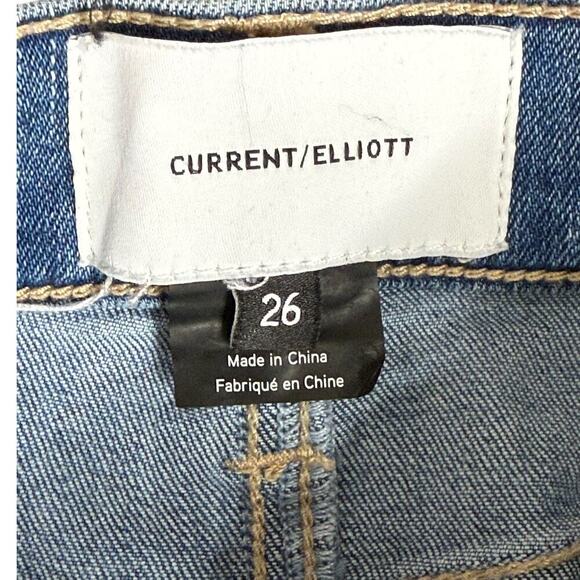 CURRENT/ELLIOTT
26
Made in China
Fabriqué en Chine